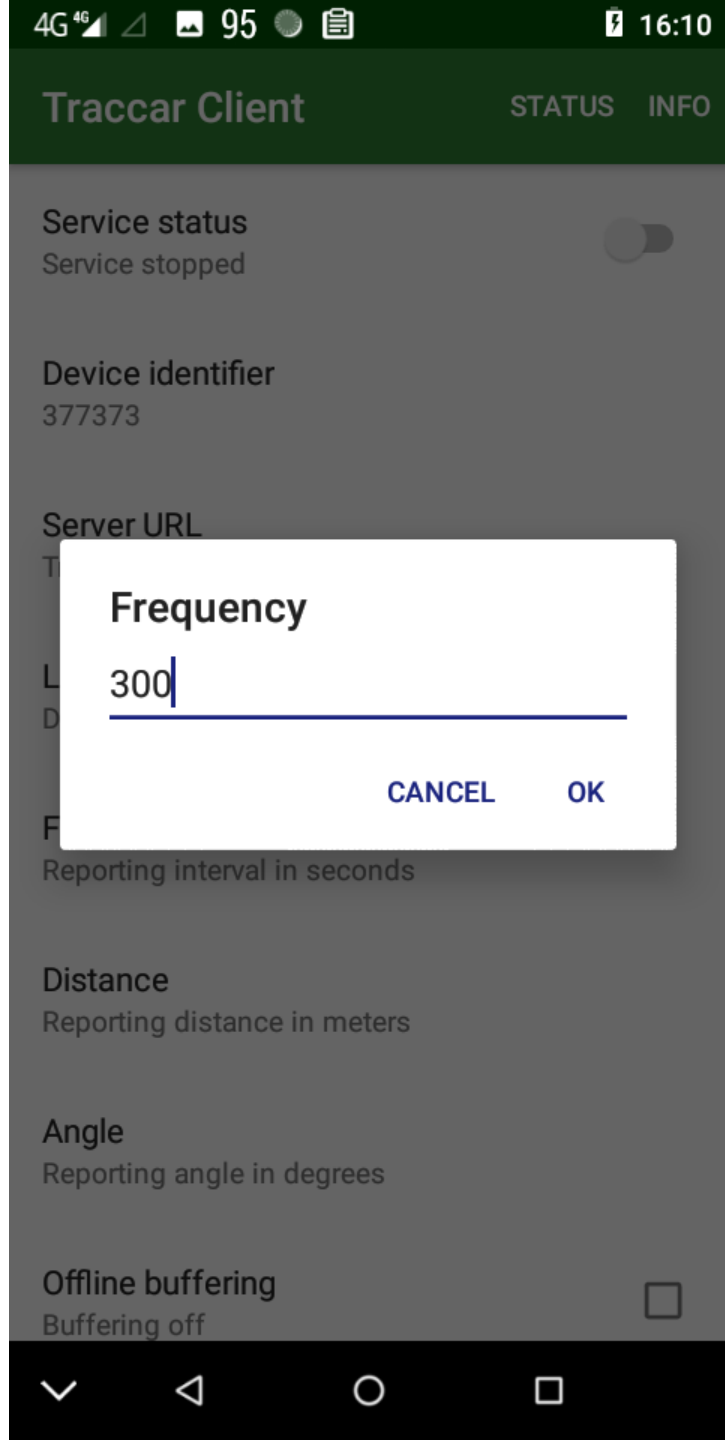 4G 4G 95 16:10
Traccar Client STATUS INFO
Service status
Service stopped
Device identifier
377373
Server URL
Frequency
300
CANCEL OK
Reporting interval in seconds
Distance
Reporting distance in meters
Angle
Reporting angle in degrees
Offline buffering
Buffering off